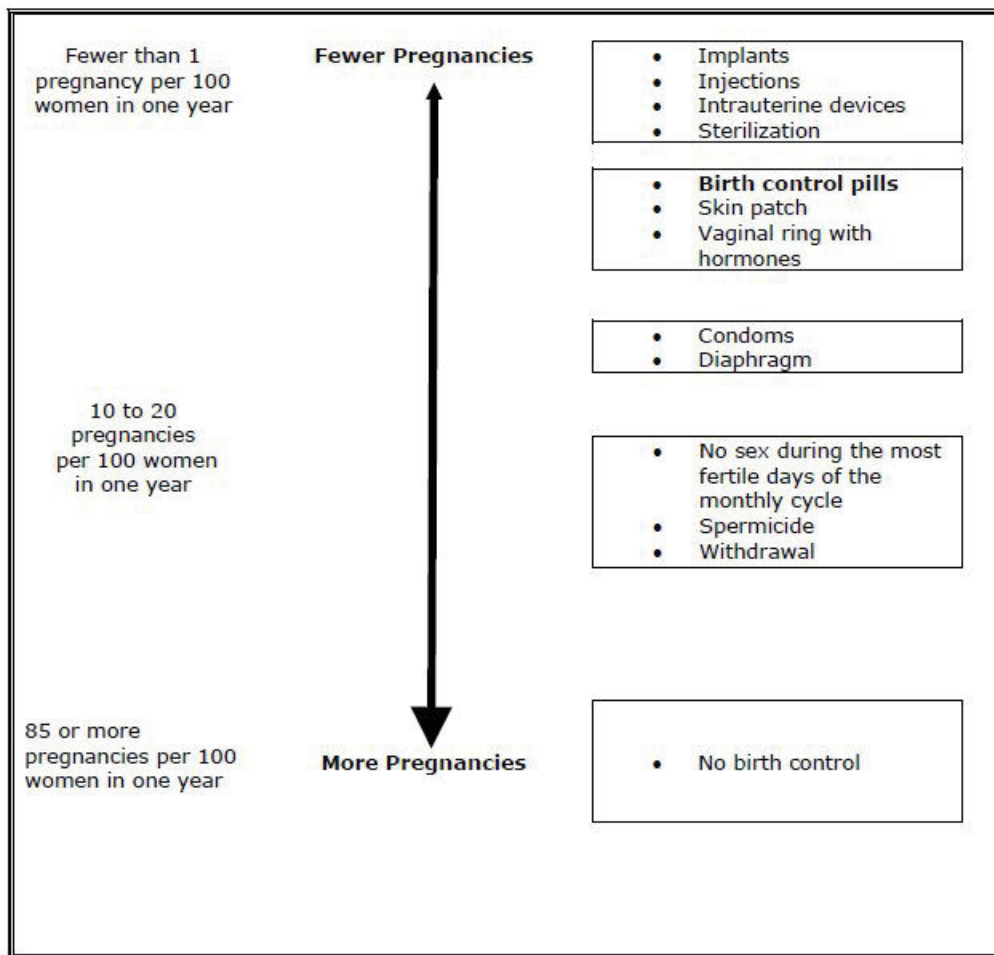 Fewer than 1
pregnancy per 100
women in one year
Fewer Pregnancies
• Implants
• Injections
• Intrauterine devices
• Sterilization
• Birth control pills
• Skin patch
• Vaginal ring with
hormones
• Condoms
• Diaphragm
10 to 20
pregnancies
per 100 women
in one year
• No sex during the most
fertile days of the
monthly cycle
• Spermicide
• Withdrawal
85 or more
pregnancies per 100
women in one year
More Pregnancies
• No birth control